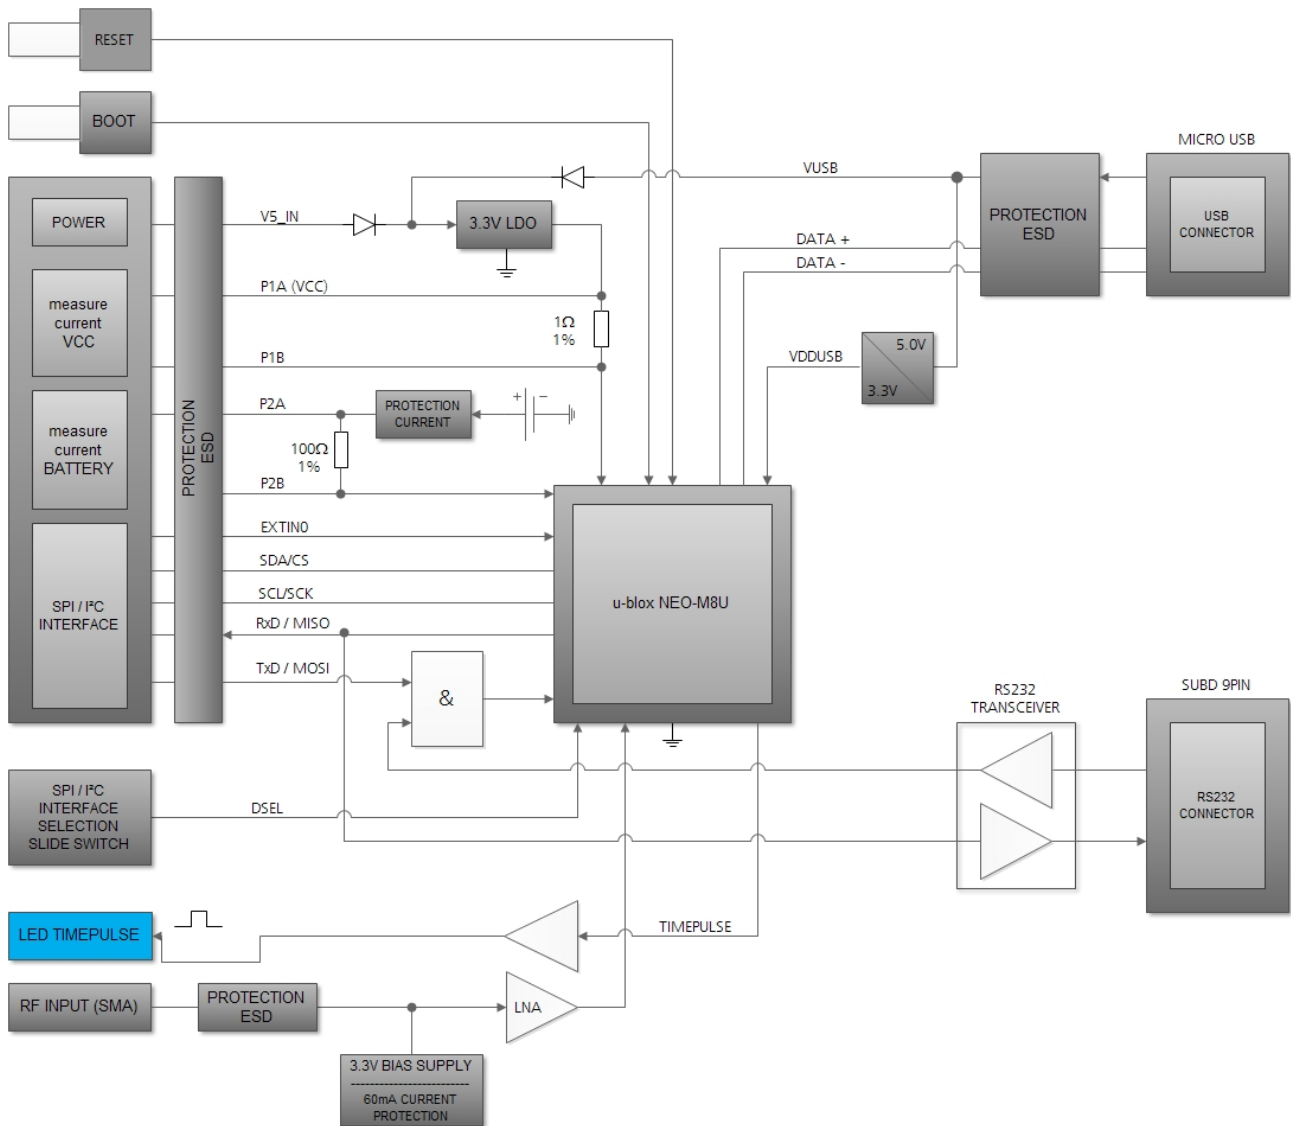 RESET
BOOT
MICRO USB
VUSB
POWER
V5_IN
3.3V LDO
PROTECTION
ESD
USB
CONNECTOR
DATA +
DATA -
measure
current
VCC
P1A (VCC)
1Ω
1%
P1B
VDDUSB
5.0V
3.3V
measure
current
BATTERY
PROTECTION
ESD
P2A
PROTECTION
CURRENT
+
-
100Ω
1%
P2B
EXTIN0
SDA/CS
SCL/SCK
RxD / MISO
TxD / MOSI
SPI / I²C
INTERFACE
u-blox NEO-M8U
&
RS232
TRANSCEIVER
SUBD 9PIN
RS232
CONNECTOR
SPI / I²C
INTERFACE
SELECTION
SLIDE SWITCH
DSEL
LED TIMEPULSE
TIMEPULSE
RF INPUT (SMA)
PROTECTION
ESD
LNA
3.3V BIAS SUPPLY
60mA CURRENT
PROTECTION